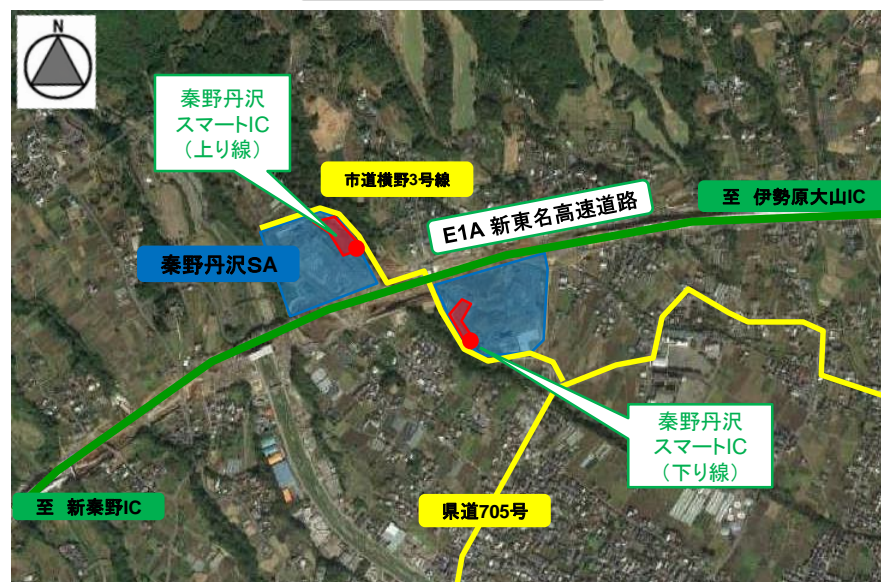 N
秦野丹沢
スマートIC
（上り線）
市道横野3号線
至 伊勢原大山IC
E1A 新東名高速道路
秦野丹沢SA
秦野丹沢
スマートIC
（下り線）
至 新秦野IC
県道705号